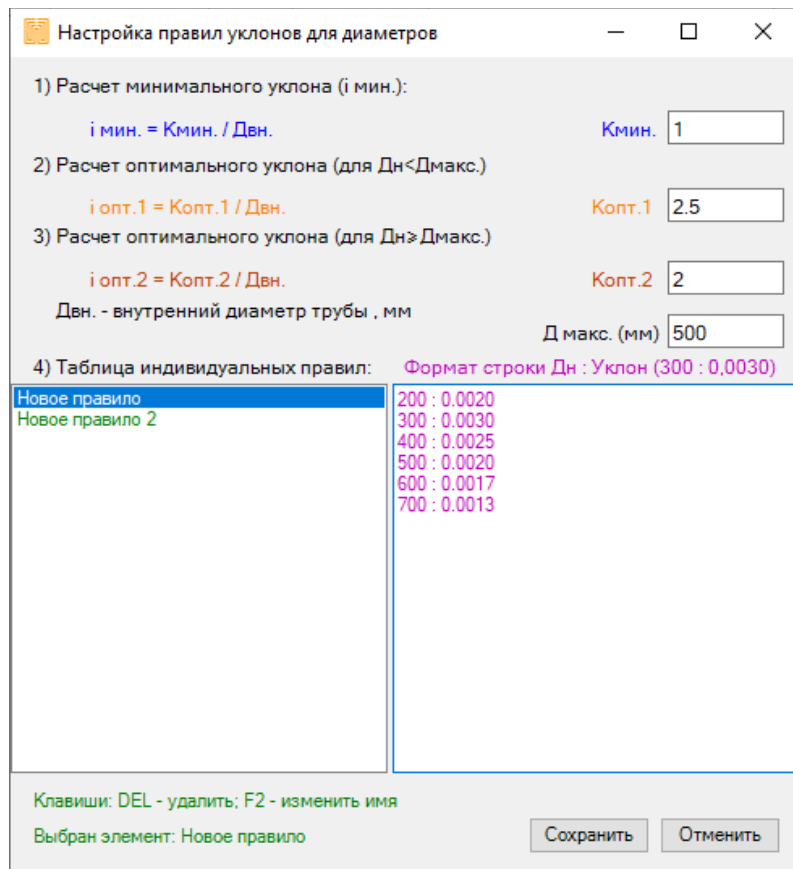 Настройка правил уклонов для диаметров
1) Расчет минимального уклона (i мин.):
i мин. = Кмин. / Двн. Кмин. 1
2) Расчет оптимального уклона (для Дн<Дмакс.)
i опт.1 = Копт.1 / Двн. Копт.1 2.5
3) Расчет оптимального уклона (для Дн⩾Дмакс.)
i опт.2 = Копт.2 / Двн. Копт.2 2
Двн. - внутренний диаметр трубы , мм
Д макс. (мм) 500
4) Таблица индивидуальных правил: Формат строки Дн : Уклон (300 : 0,0030)
Новое правило
Новое правило 2
200 : 0.0020
300 : 0.0030
400 : 0.0025
500 : 0.0020
600 : 0.0017
700 : 0.0013
Клавиши: DEL - удалить; F2 - изменить имя
Выбран элемент: Новое правило
Сохранить Отменить